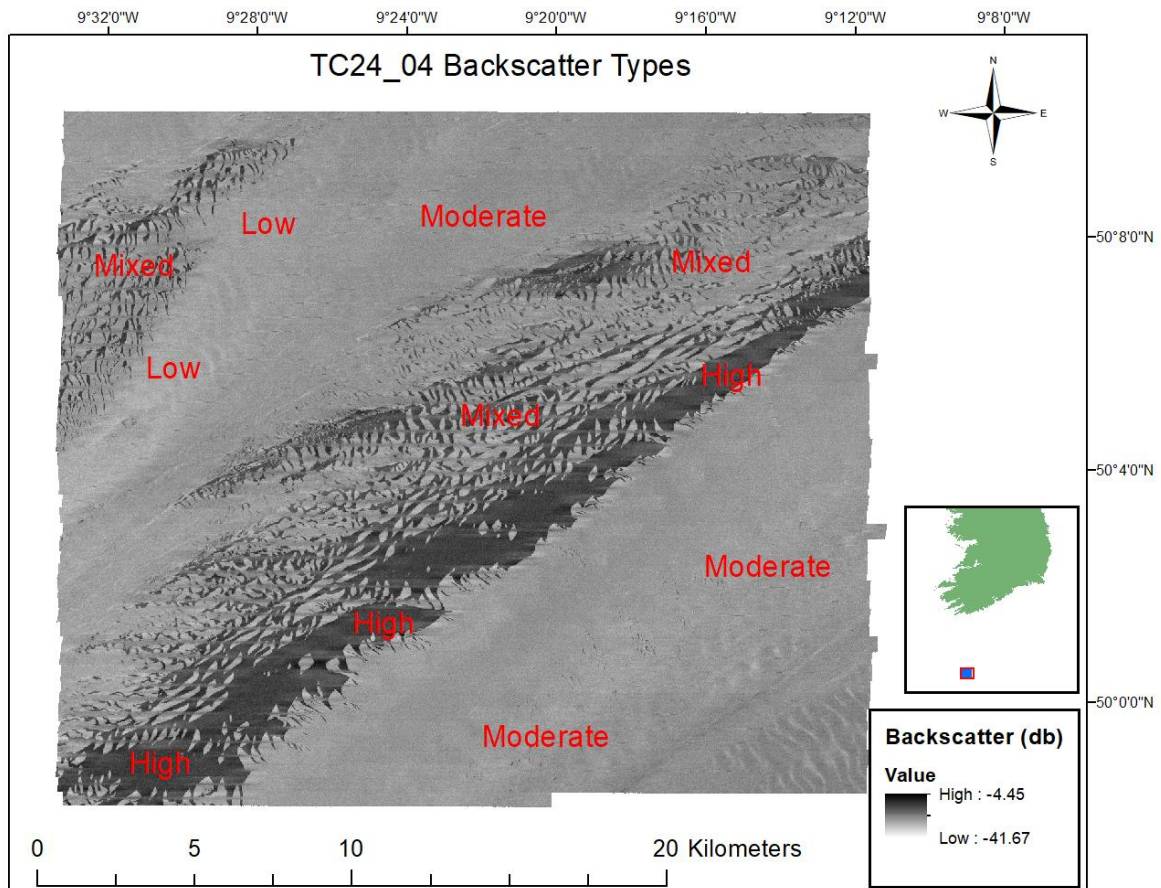 9°32'0"W 9°28'0"W 9°24'0"W 9°20'0"W 9°16'0"W 9°12'0"W 9°8'0"W
TC24_04 Backscatter Types
N
W E
S
Low Moderate
50°8'0"N
Mixed Mixed
Low High
Mixed
50°4'0"N
Moderate
High
50°0'0"N
Moderate
High
Backscatter (db)
Value
High : -4.45
Low : -41.67
0 5 10 20 Kilometers